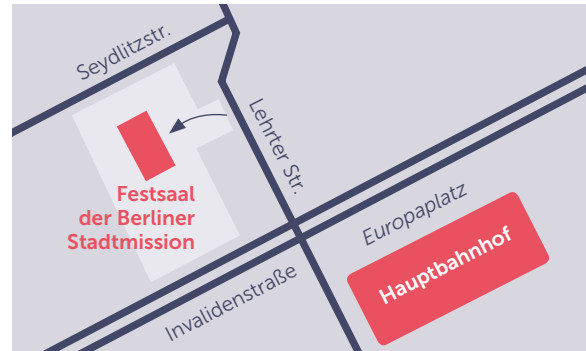 Seydlitzstr.
Lehrter Str.
Festsaal
der Berliner
Stadtmission
Europaplatz
Hauptbahnhof
Invalidenstraße